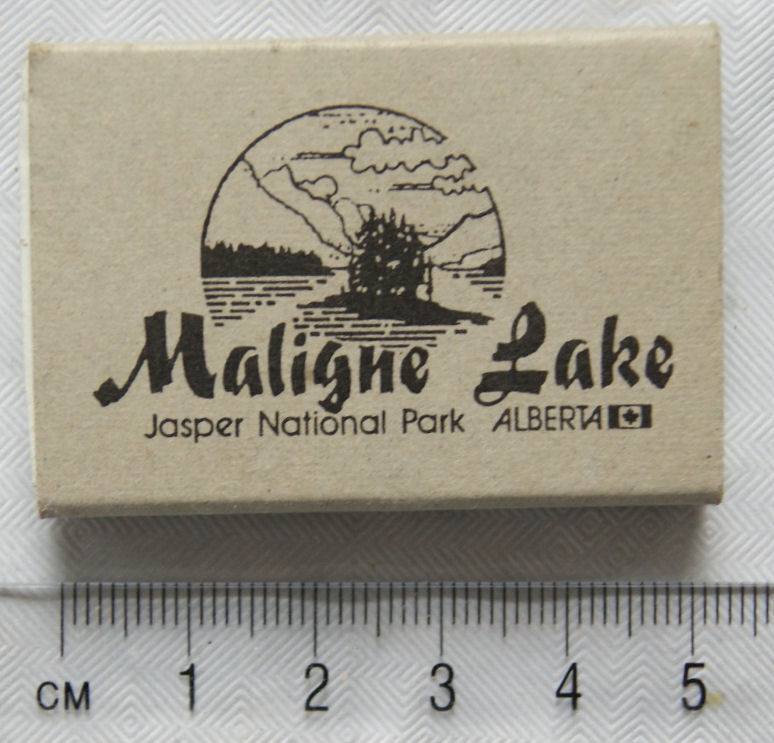 Maligne Lake
Jasper National Park ALBERTA
CM 1 2 3 4 5